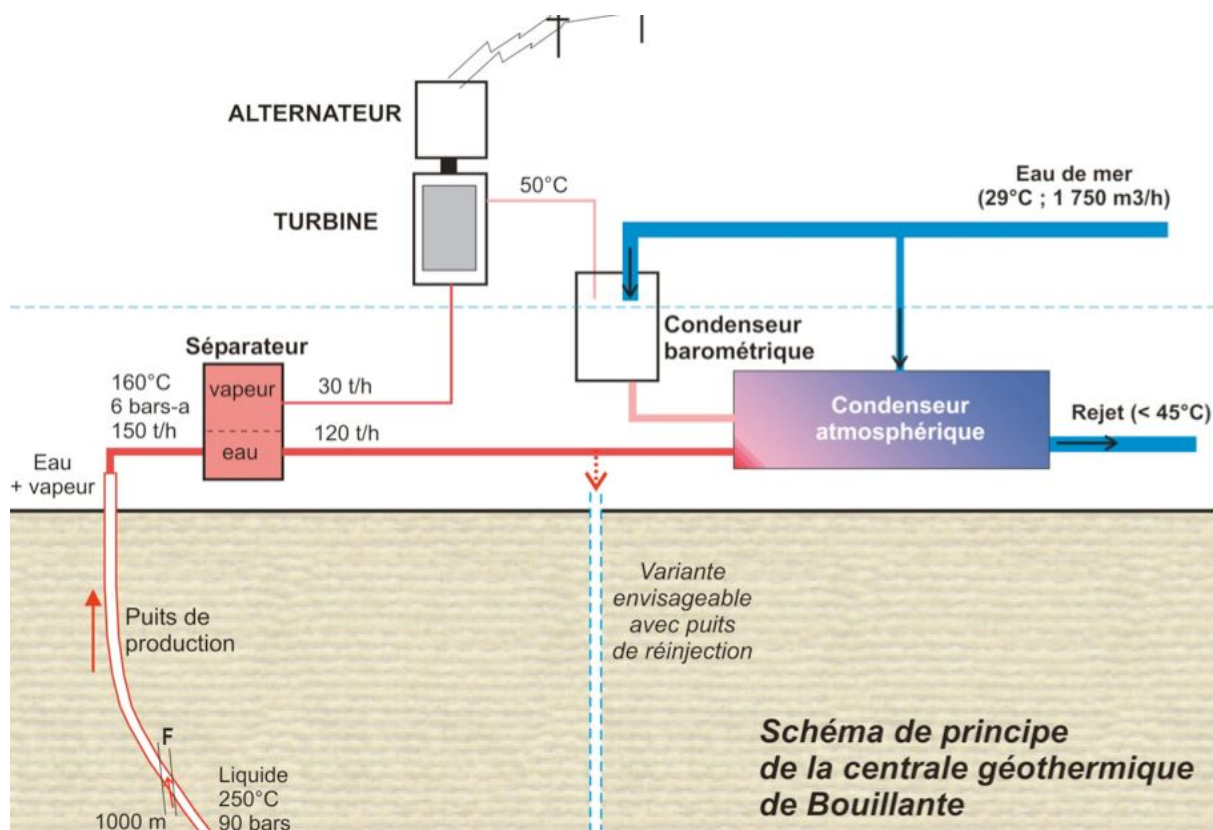 ALTERNATEUR
TURBINE
50°C
Eau de mer
(29°C ; 1 750 m3/h)
Condenseur
barométrique
Séparateur
160°C
6 bars-a
150 t/h
vapeur
eau
30 t/h
120 t/h
Condenseur
atmosphérique
Rejet (< 45°C)
Eau
+ vapeur
Puits de
production
Variante
envisageable
avec puits
de réinjection
F
Liquide
250°C
90 bars
1000 m
Schéma de principe
de la centrale géothermique
de Bouillante